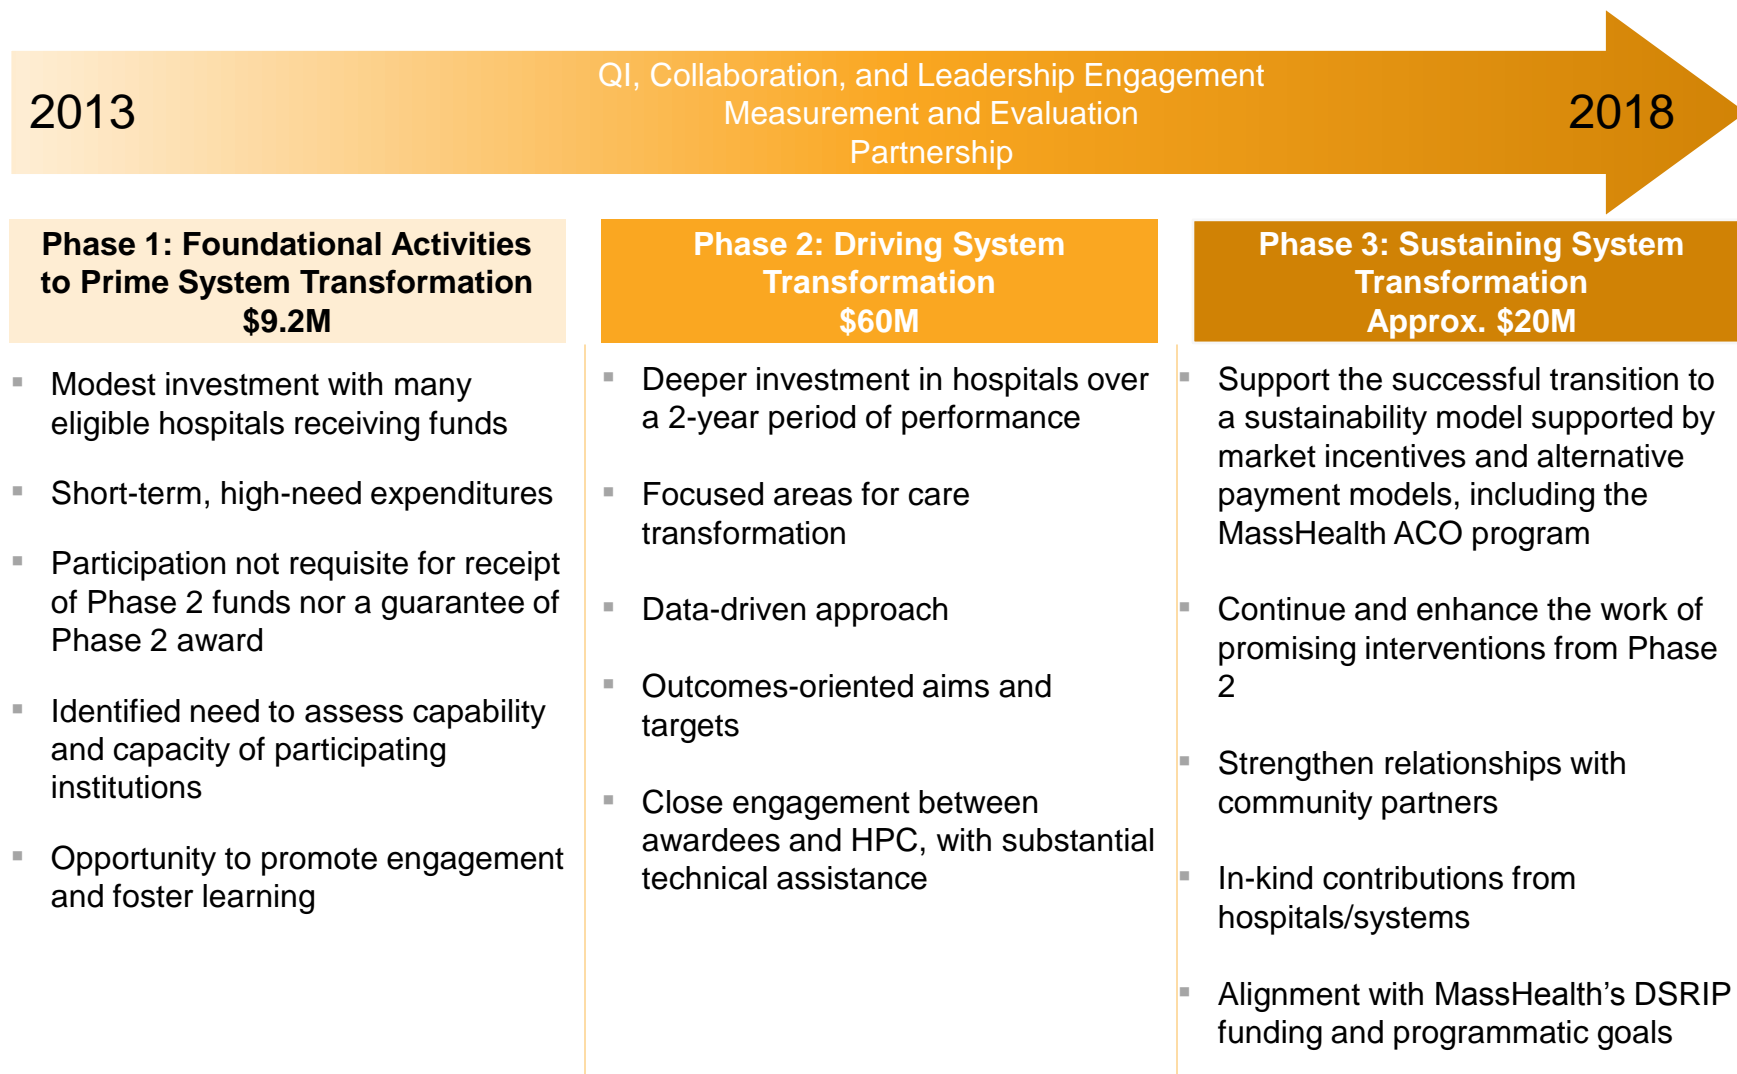 2013
QI, Collaboration, and Leadership Engagement
Measurement and Evaluation
Partnership
2018
Phase 1: Foundational Activities
to Prime System Transformation
$9.2M
▪ Modest investment with many
eligible hospitals receiving funds
▪ Short-term, high-need expenditures
▪ Participation not requisite for receipt
of Phase 2 funds nor a guarantee of
Phase 2 award
▪ Identified need to assess capability
and capacity of participating
institutions
▪ Opportunity to promote engagement
and foster learning
Phase 2: Driving System
Transformation
$60M
▪ Deeper investment in hospitals over
a 2-year period of performance
▪ Focused areas for care
transformation
▪ Data-driven approach
▪ Outcomes-oriented aims and
targets
▪ Close engagement between
awardees and HPC, with substantial
technical assistance
Phase 3: Sustaining System
Transformation
Approx. $20M
▪ Support the successful transition to
a sustainability model supported by
market incentives and alternative
payment models, including the
MassHealth ACO program
▪ Continue and enhance the work of
promising interventions from Phase
2
▪ Strengthen relationships with
community partners
▪ In-kind contributions from
hospitals/systems
▪ Alignment with MassHealth’s DSRIP
funding and programmatic goals